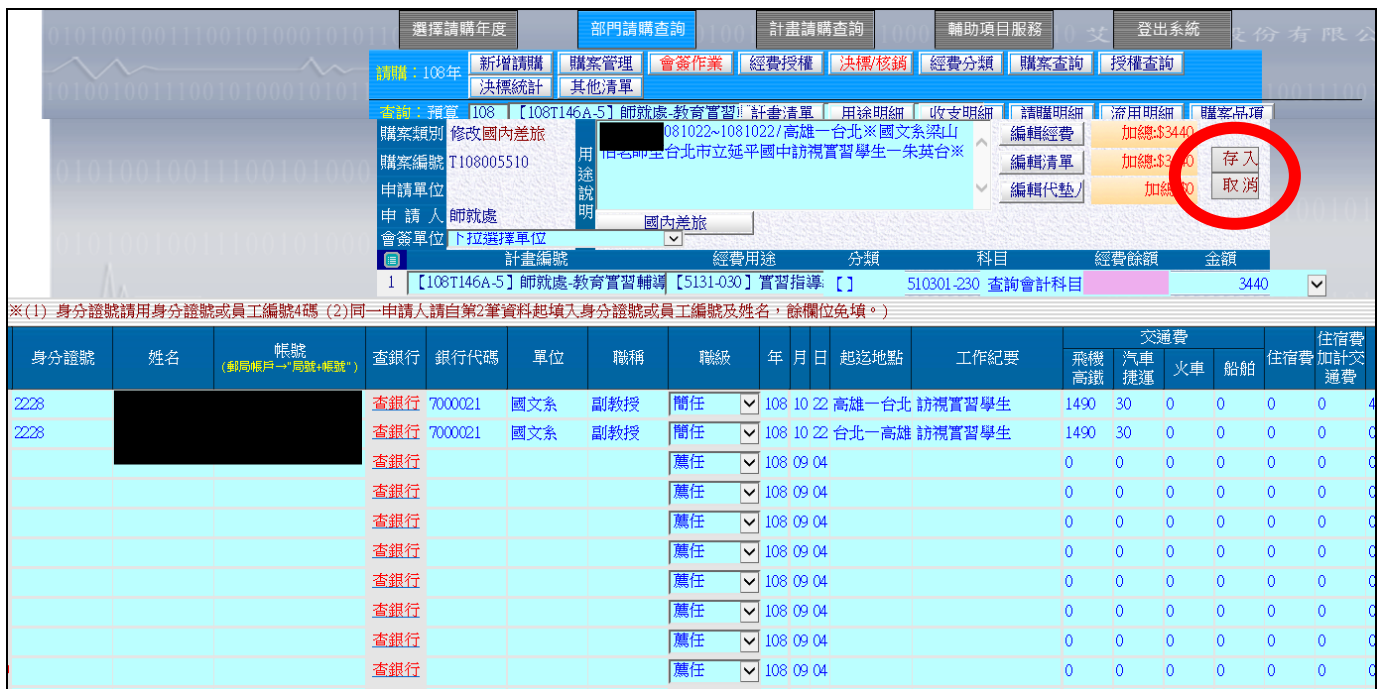 選擇請購年度 部門請購查詢 計畫請購查詢 輔助項目服務 登出系統
請購：108年 新增請購 購案管理 會簽作業 經費授權 決標/核銷 經費分類 購案查詢 授權查詢
決標統計 其他清單
查詢：預算 108 【108T146A-5】師就處-教育實習 計畫清單 用途明細 收支明細 請購明細 流用明細 購案品項
購案類別 修改國內差旅
購案編號 T108005510
申請單位
申 請 人 師就處
會簽單位 下拉選擇單位
用途說明
081022~1081022/高雄－台北※國文系梁山
老師至台北市立延平國中訪視實習學生－朱英台※
國內差旅
編輯經費 加總:$3440
編輯清單 加總:$3440
編輯代墊 加總:$0
存入
取消
計畫編號 經費用途 分類 科目 經費餘額 金額
1 【108T146A-5】師就處-教育實習輔導 【5131-030】實習指導 [ ] 510301-230 查詢會計科目 3440
※(1) 身分證號請用身分證號或員工編號4碼 (2)同一申請人請自第2筆資料起填入身分證號或員工編號及姓名，餘欄位免填。)
身分證號 姓名 帳號 (郵局帳戶→"局號+帳號") 查銀行 銀行代碼 單位 職稱 職級 年 月 日 起迄地點 工作紀要 交通費 飛機高鐵 汽車捷運 火車 船舶 住宿費 住宿費加計交通費
2228 查銀行 7000021 國文系 副教授 簡任 108 10 22 高雄－台北 訪視實習學生 1490 30 0 0 0 0 4
2228 查銀行 7000021 國文系 副教授 簡任 108 10 22 台北－高雄 訪視實習學生 1490 30 0 0 0 0 0
查銀行 薦任 108 09 04 0 0 0 0 0 0 0
查銀行 薦任 108 09 04 0 0 0 0 0 0 0
查銀行 薦任 108 09 04 0 0 0 0 0 0 0
查銀行 薦任 108 09 04 0 0 0 0 0 0 0
查銀行 薦任 108 09 04 0 0 0 0 0 0 0
查銀行 薦任 108 09 04 0 0 0 0 0 0 0
查銀行 薦任 108 09 04 0 0 0 0 0 0 0
查銀行 薦任 108 09 04 0 0 0 0 0 0 0